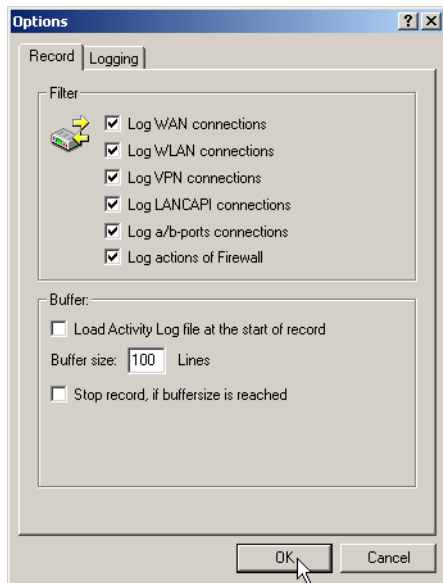 Options
Record Logging
Filter
Log WAN connections
Log WLAN connections
Log VPN connections
Log LANCAPI connections
Log a/b-ports connections
Log actions of Firewall
Buffer:
Load Activity Log file at the start of record
Buffer size: 100 Lines
Stop record, if buffersize is reached
OK Cancel